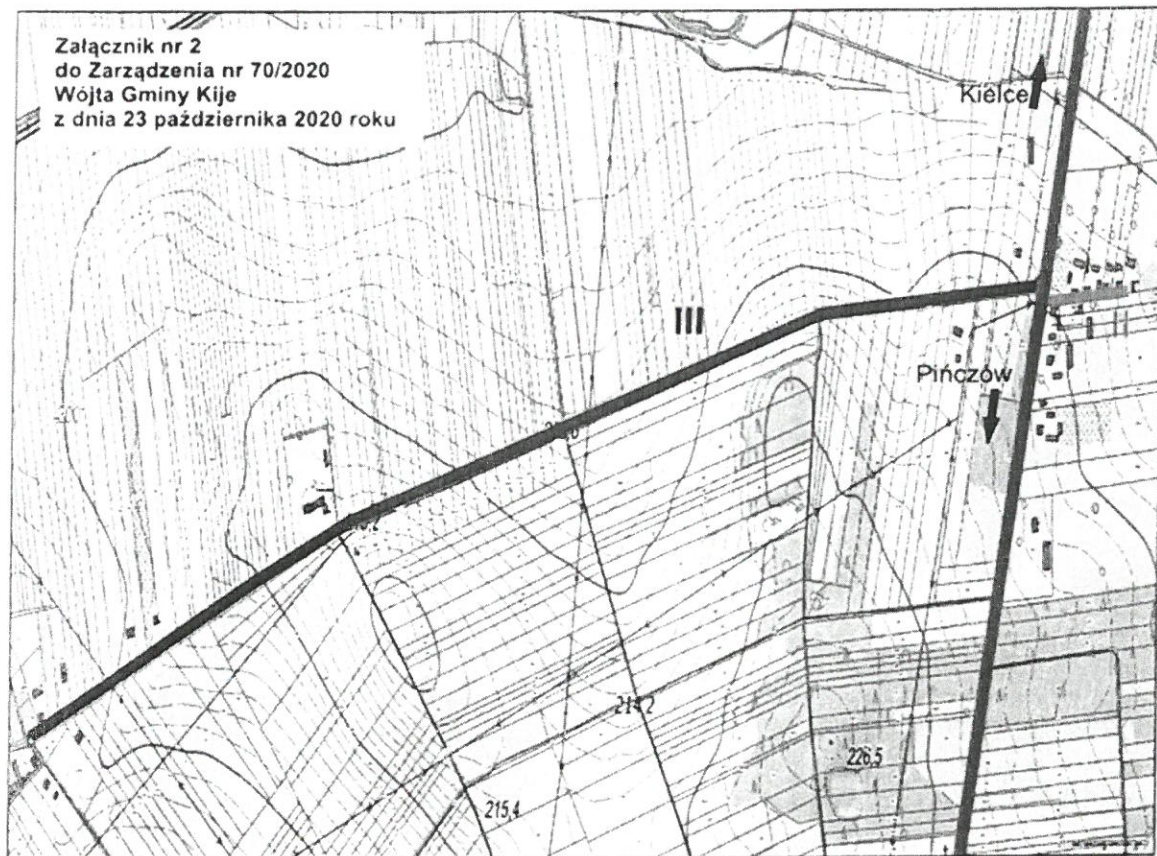 Załącznik nr 2
do Zarządzenia nr 70/2020
Wójta Gminy Kije
z dnia 23 października 2020 roku
Kielce
III
Pińczów
214,2
226,5
215,4